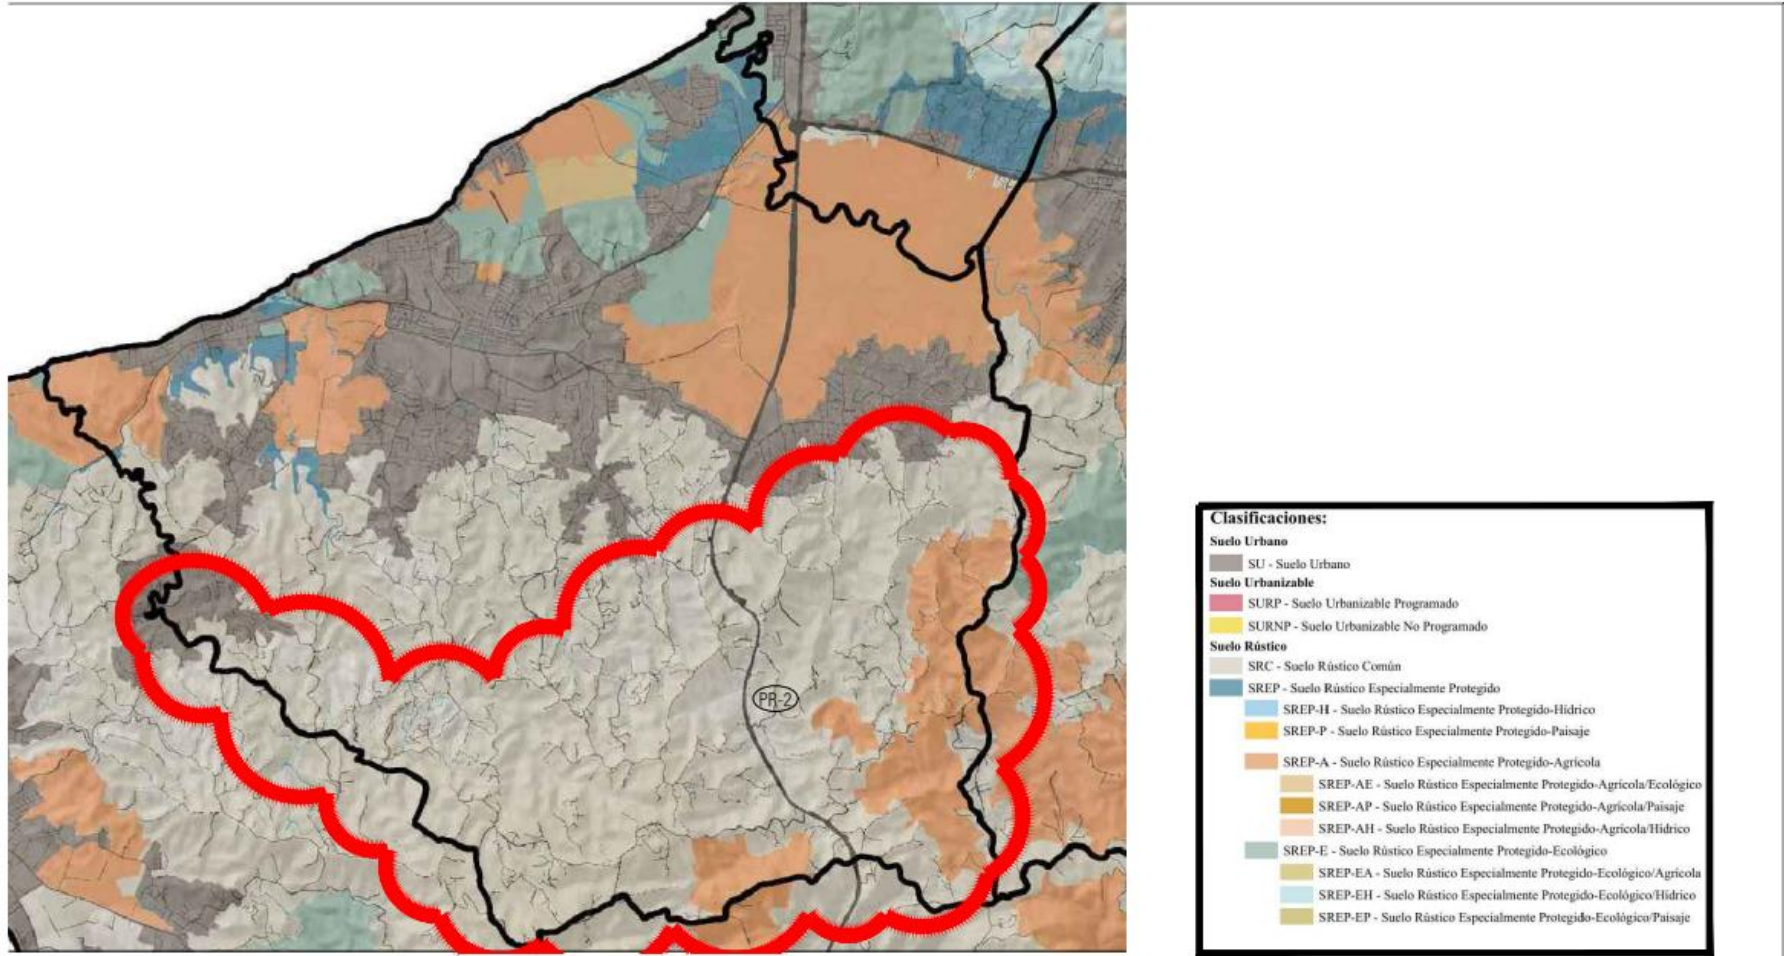 PR-2
Clasificaciones:
Suelo Urbano
SU - Suelo Urbano
Suelo Urbanizable
SURP - Suelo Urbanizable Programado
SURNP - Suelo Urbanizable No Programado
Suelo Rústico
SRC - Suelo Rústico Común
SREP - Suelo Rústico Especialmente Protegido
SREP-H - Suelo Rústico Especialmente Protegido-Hídrico
SREP-P - Suelo Rústico Especialmente Protegido-Paisaje
SREP-A - Suelo Rústico Especialmente Protegido-Agrícola
SREP-AE - Suelo Rústico Especialmente Protegido-Agrícola/Ecológico
SREP-AP - Suelo Rústico Especialmente Protegido-Agrícola/Paisaje
SREP-AH - Suelo Rústico Especialmente Protegido-Agrícola/Hídrico
SREP-E - Suelo Rústico Especialmente Protegido-Ecológico
SREP-EA - Suelo Rústico Especialmente Protegido-Ecológico/Agrícola
SREP-EH - Suelo Rústico Especialmente Protegido-Ecológico/Hídrico
SREP-EP - Suelo Rústico Especialmente Protegido-Ecológico/Paisaje